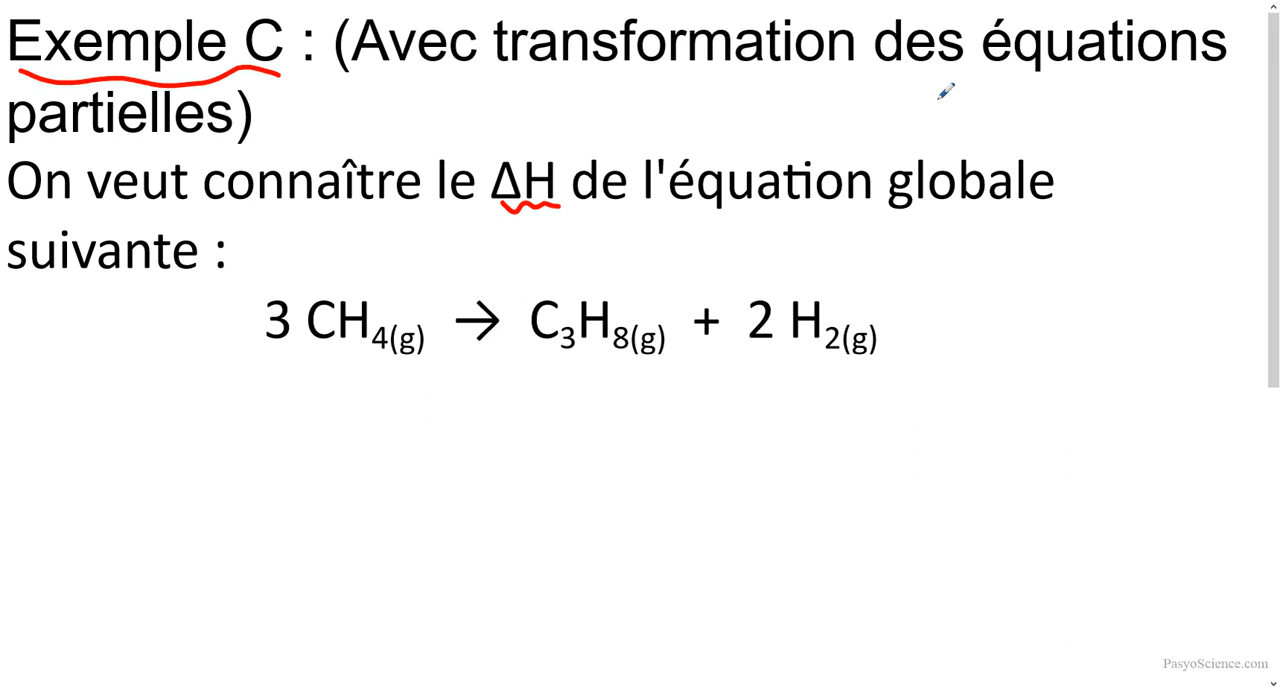 Exemple C : (Avec transformation des équations
partielles)
On veut connaître le ΔH de l'équation globale
suivante :
3 CH₄₍g₎ → C₃H₈₍g₎ + 2 H₂₍g₎
PasyoScience.com